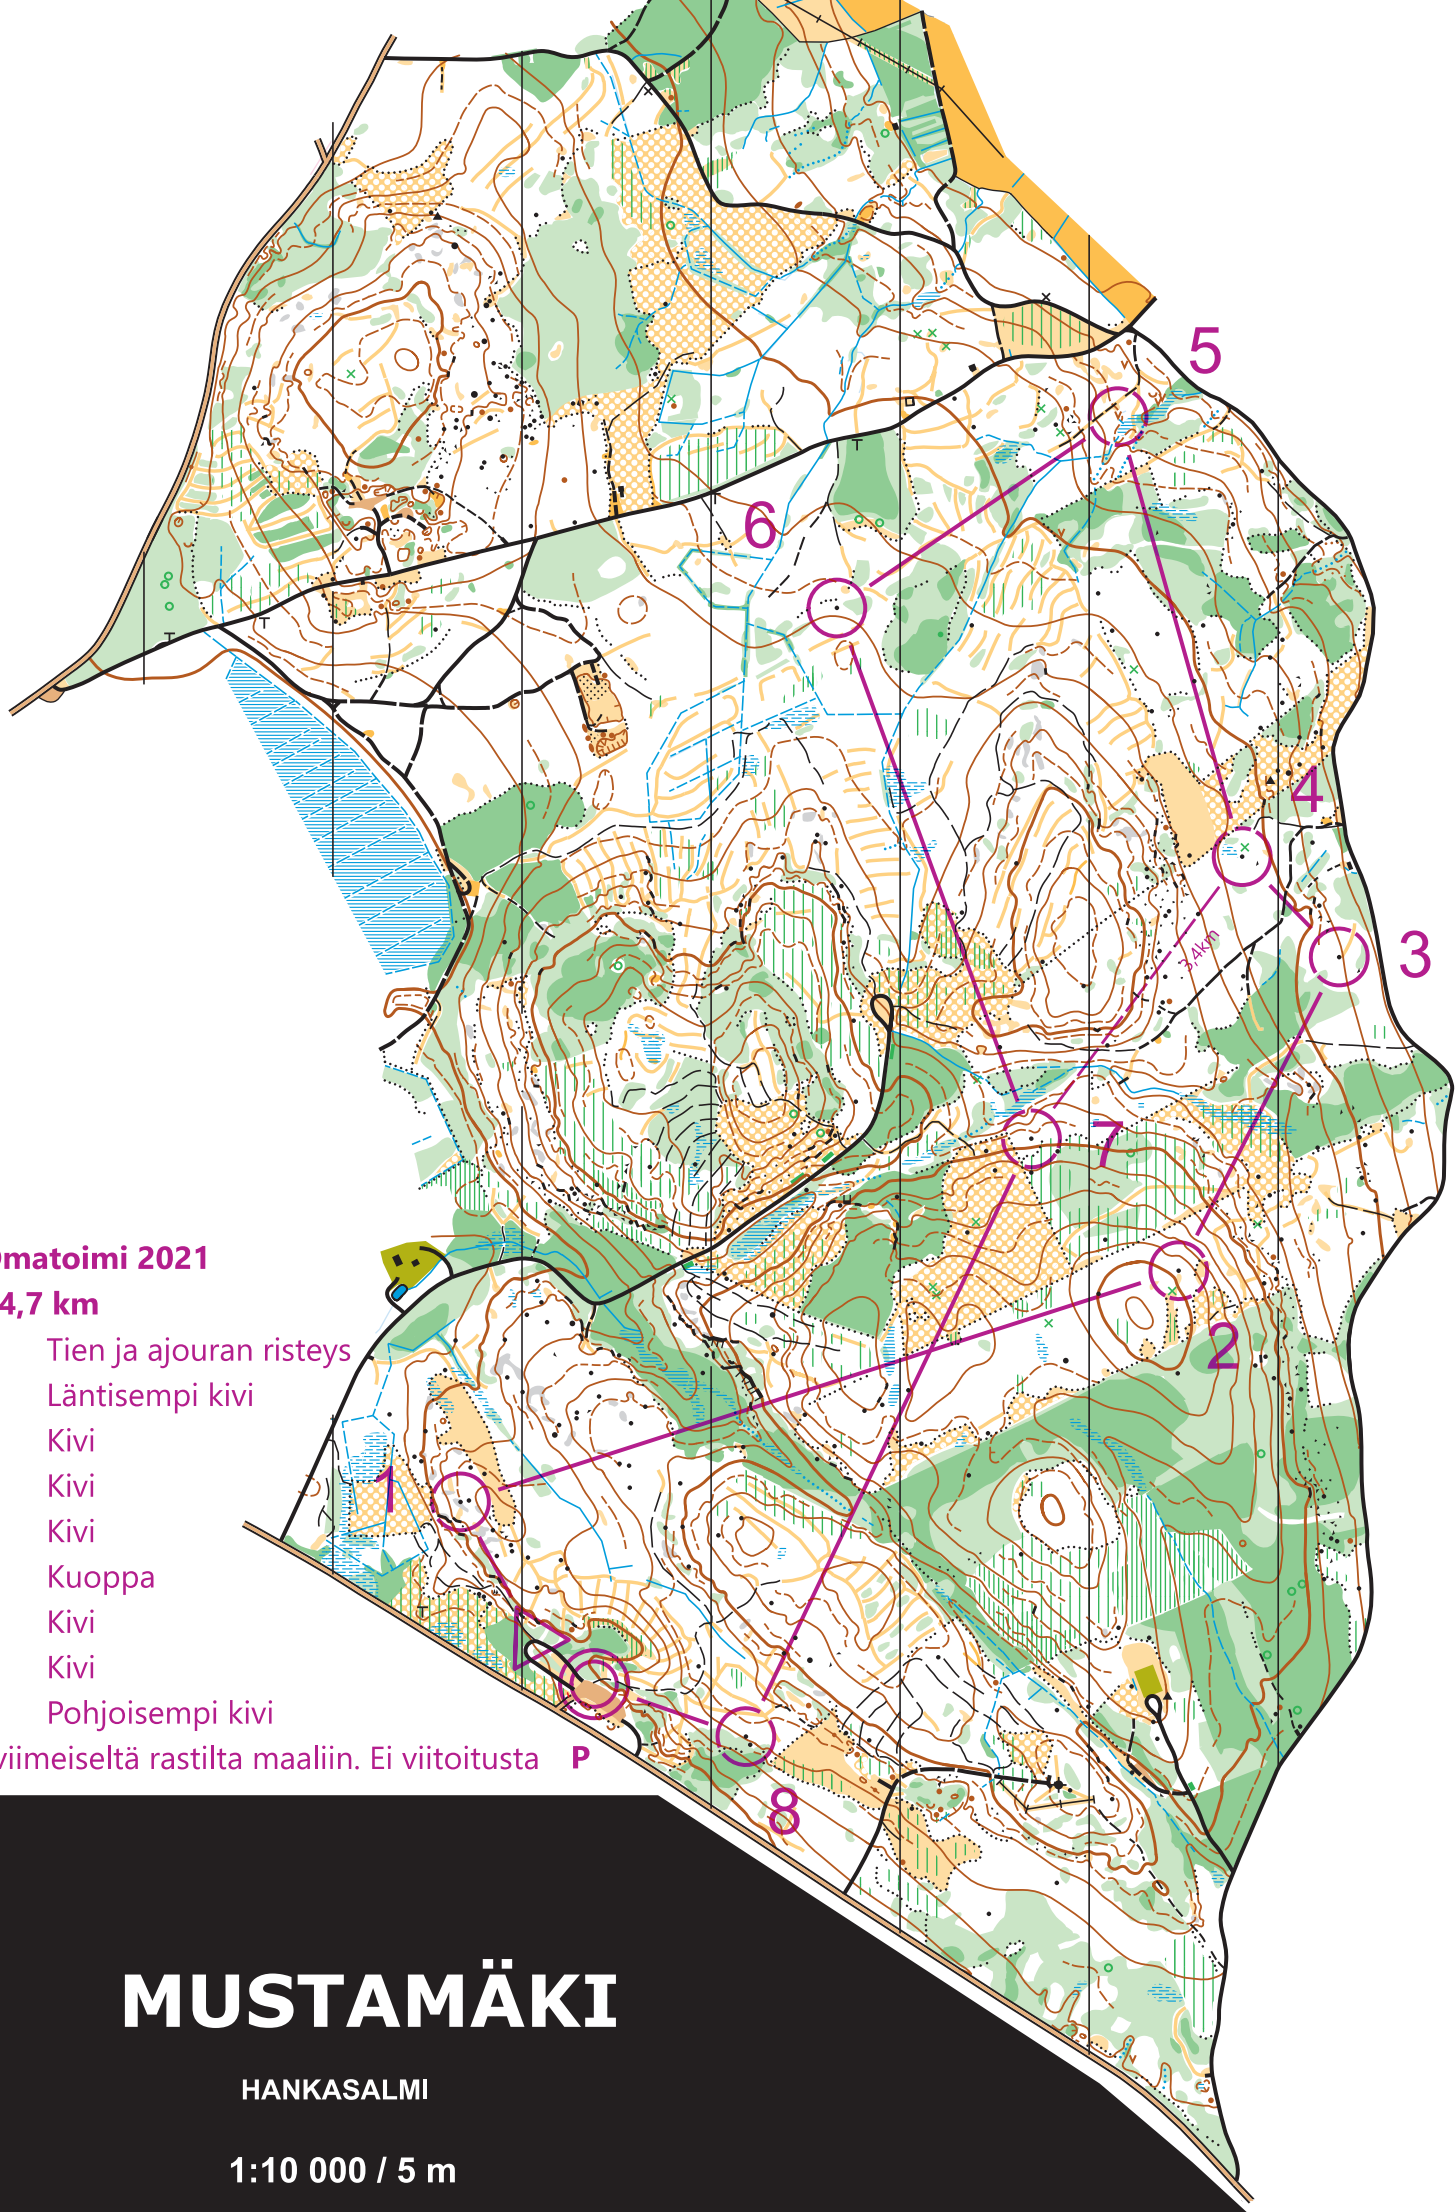 5
6
4
3
3,4km
7
2
1
8
matoimi 2021
4,7 km
Tien ja ajouran risteys
Läntisempi kivi
Kivi
Kivi
Kivi
Kuoppa
Kivi
Kivi
Pohjoisempi kivi
viimeiseltä rastilta maaliin. Ei viitoitusta P
MUSTAMÄKI
HANKASALMI
1:10 000 / 5 m